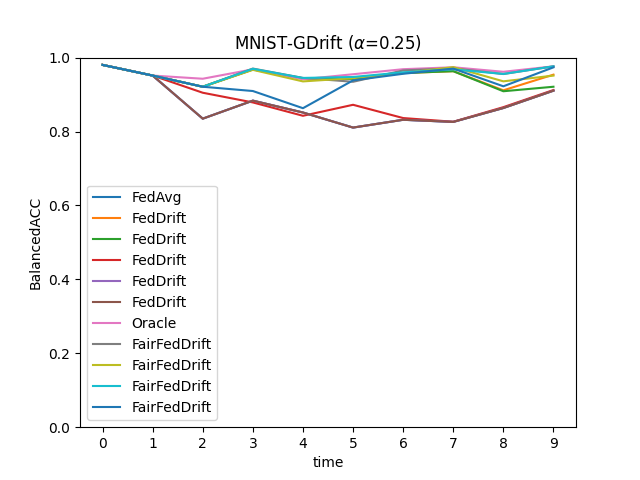 MNIST-GDrift (α=0.25)
BalancedACC
1.0
0.8
0.6
0.4
0.2
0.0
FedAvg
FedDrift
FedDrift
FedDrift
FedDrift
FedDrift
Oracle
FairFedDrift
FairFedDrift
FairFedDrift
FairFedDrift
0 1 2 3 4 5 6 7 8 9
time